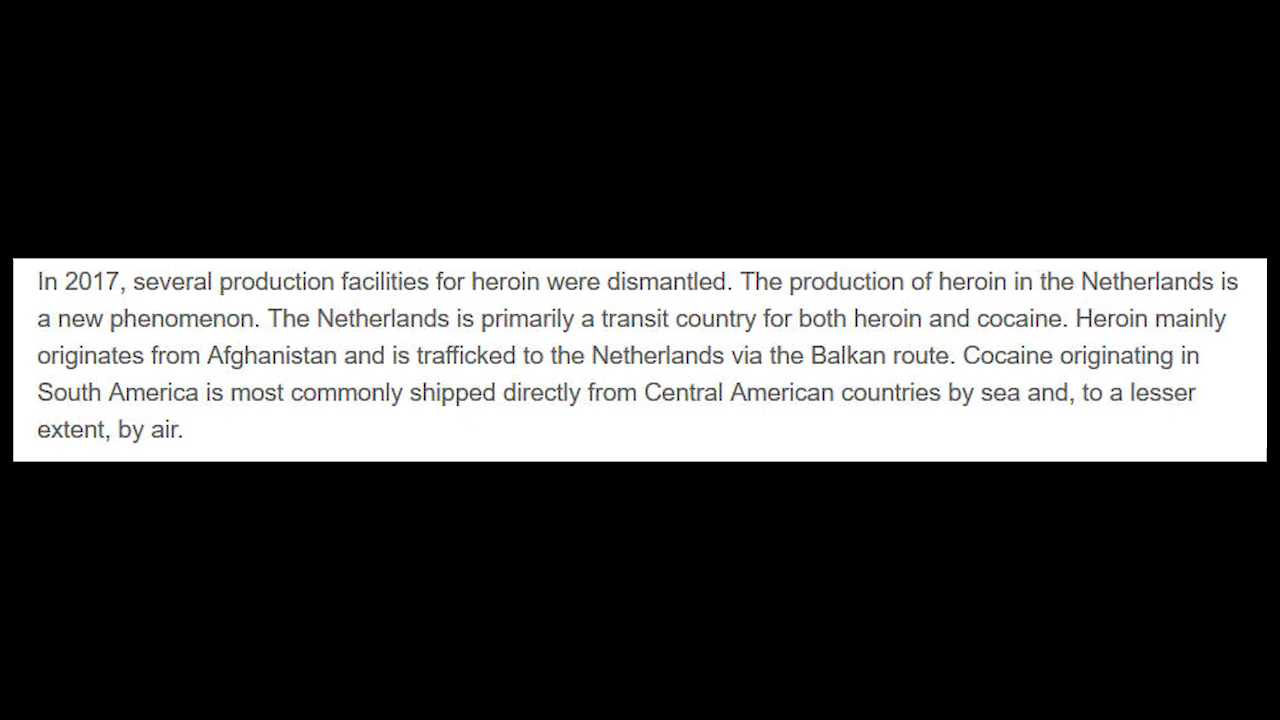 In 2017, several production facilities for heroin were dismantled. The production of heroin in the Netherlands is
a new phenomenon. The Netherlands is primarily a transit country for both heroin and cocaine. Heroin mainly
originates from Afghanistan and is trafficked to the Netherlands via the Balkan route. Cocaine originating in
South America is most commonly shipped directly from Central American countries by sea and, to a lesser
extent, by air.